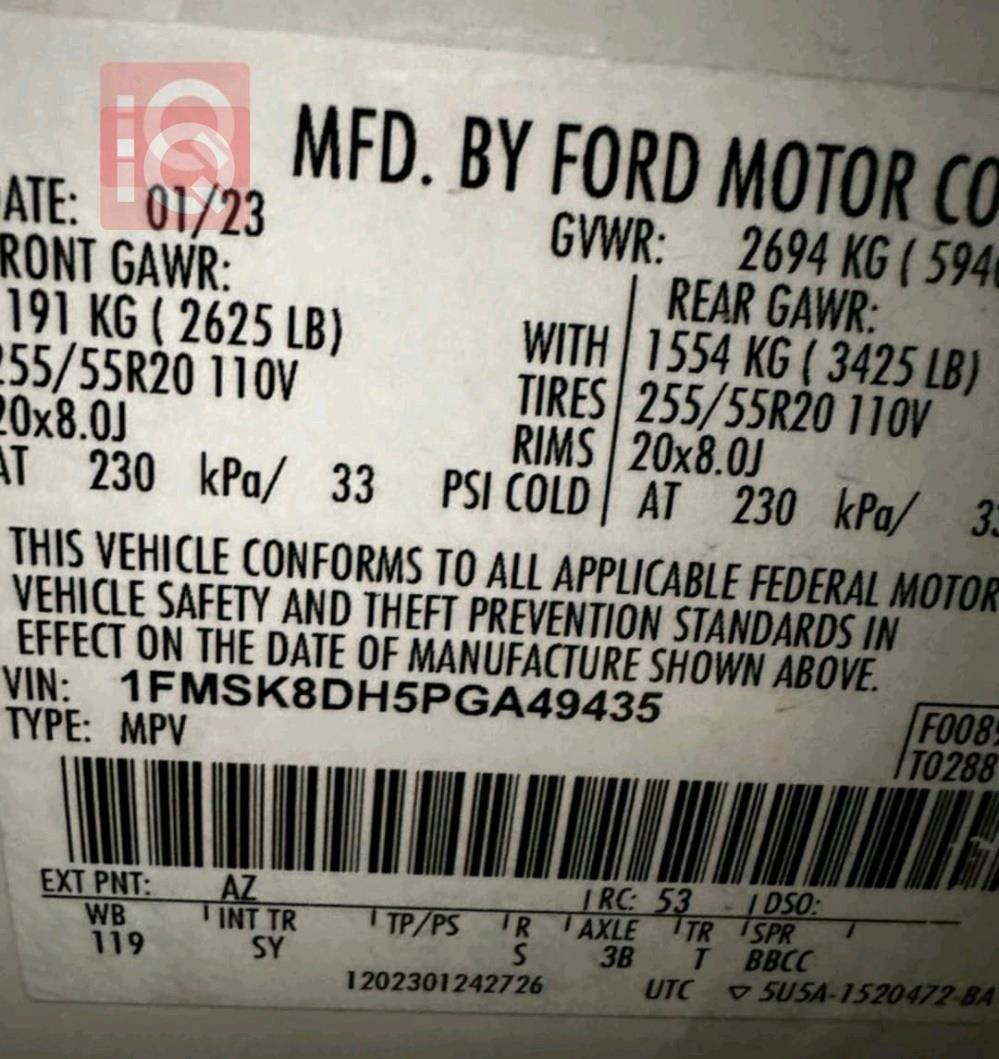 iQ
iQ
MFD. BY FORD MOTOR CO
ATE: 01/23
GVWR: 2694 KG ( 594
RONT GAWR:
REAR GAWR:
191 KG ( 2625 LB)
WITH 1554 KG ( 3425 LB)
255/55R20 110V
TIRES 255/55R20 110V
20x8.0J
RIMS 20x8.0J
AT 230 kPa/ 33 PSI COLD AT 230 kPa/ 33
THIS VEHICLE CONFORMS TO ALL APPLICABLE FEDERAL MOTOR
VEHICLE SAFETY AND THEFT PREVENTION STANDARDS IN
EFFECT ON THE DATE OF MANUFACTURE SHOWN ABOVE.
VIN: 1FMSK8DH5PGA49435
TYPE: MPV
F0089
T0288
EXT PNT: AZ RC: 53 DSO:
WB INT TR TP/PS R AXLE TR SPR
119 SY S 3B T BBCC
1202301242726 UTC ▽ 5U5A-1520472-BA